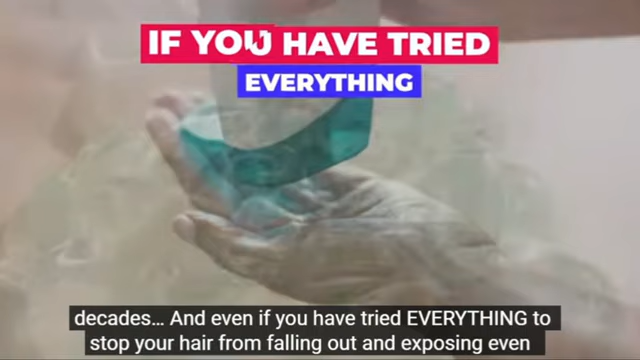 IF YOU HAVE TRIED
EVERYTHING
decades... And even if you have tried EVERYTHING to
stop your hair from falling out and exposing even